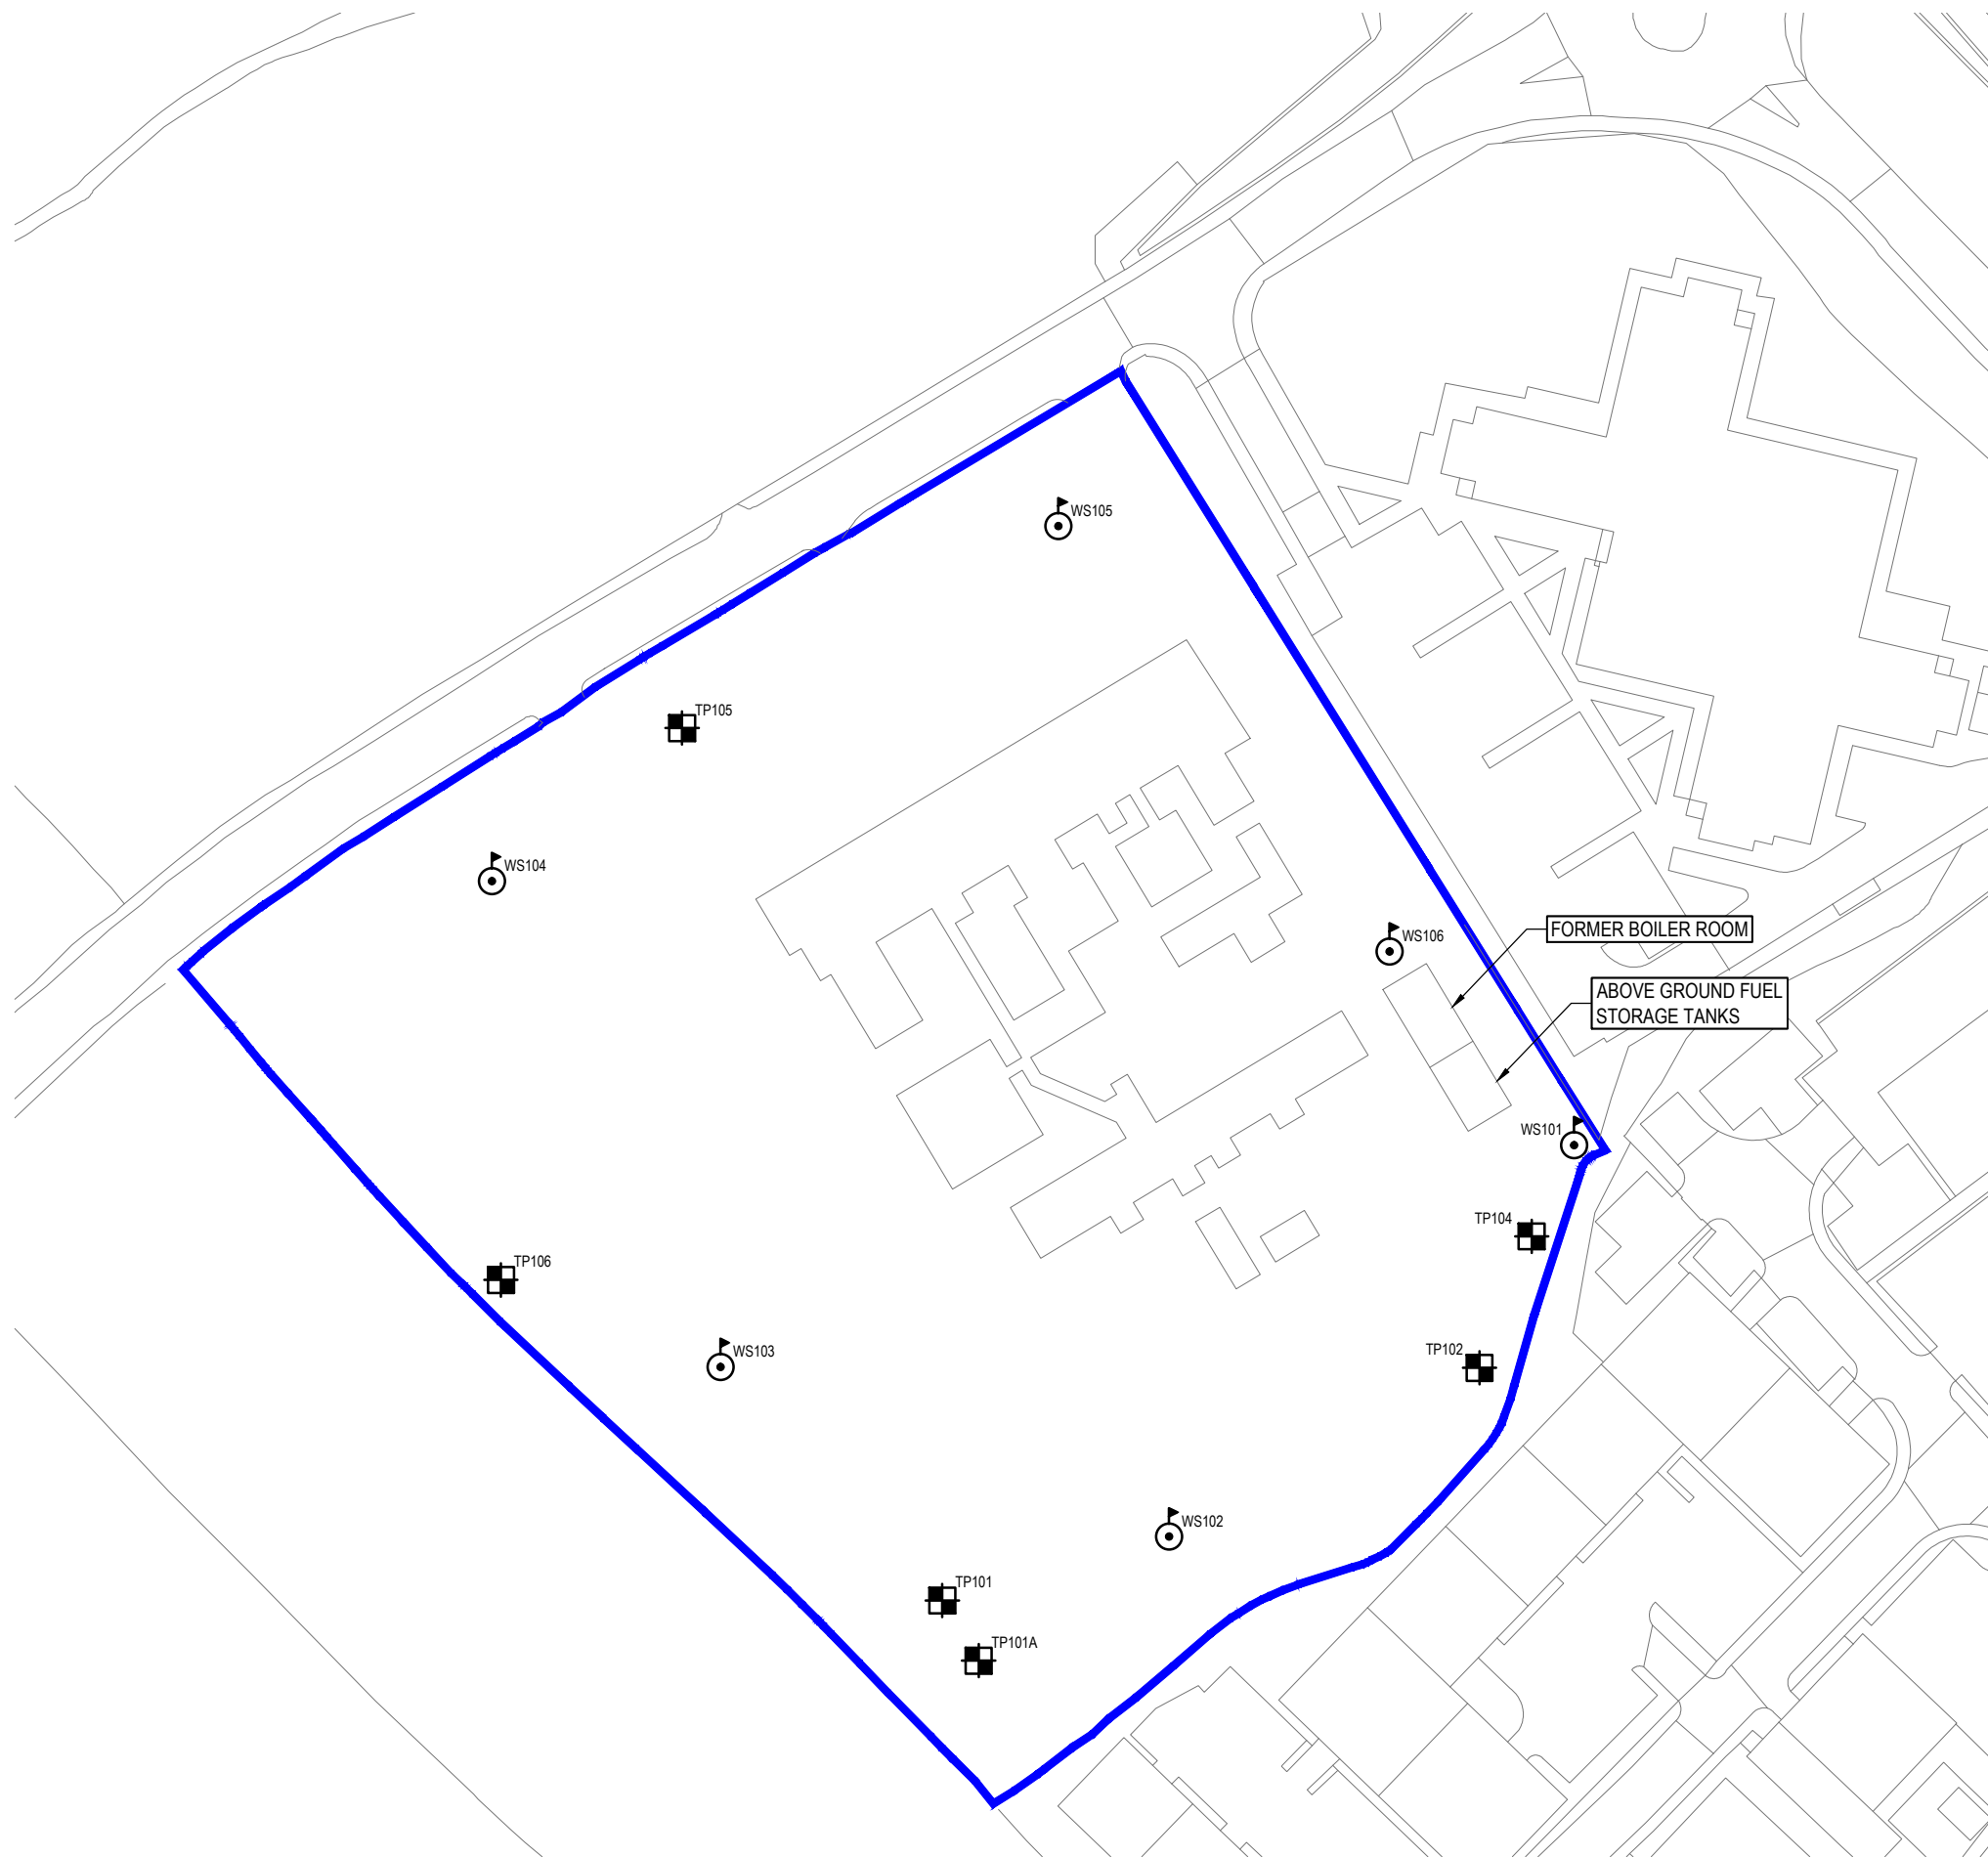 WS105
TP105
WS104
FORMER BOILER ROOM
WS106
ABOVE GROUND FUEL
STORAGE TANKS
WS101
TP104
TP106
WS103
TP102
WS102
TP101
TP101A